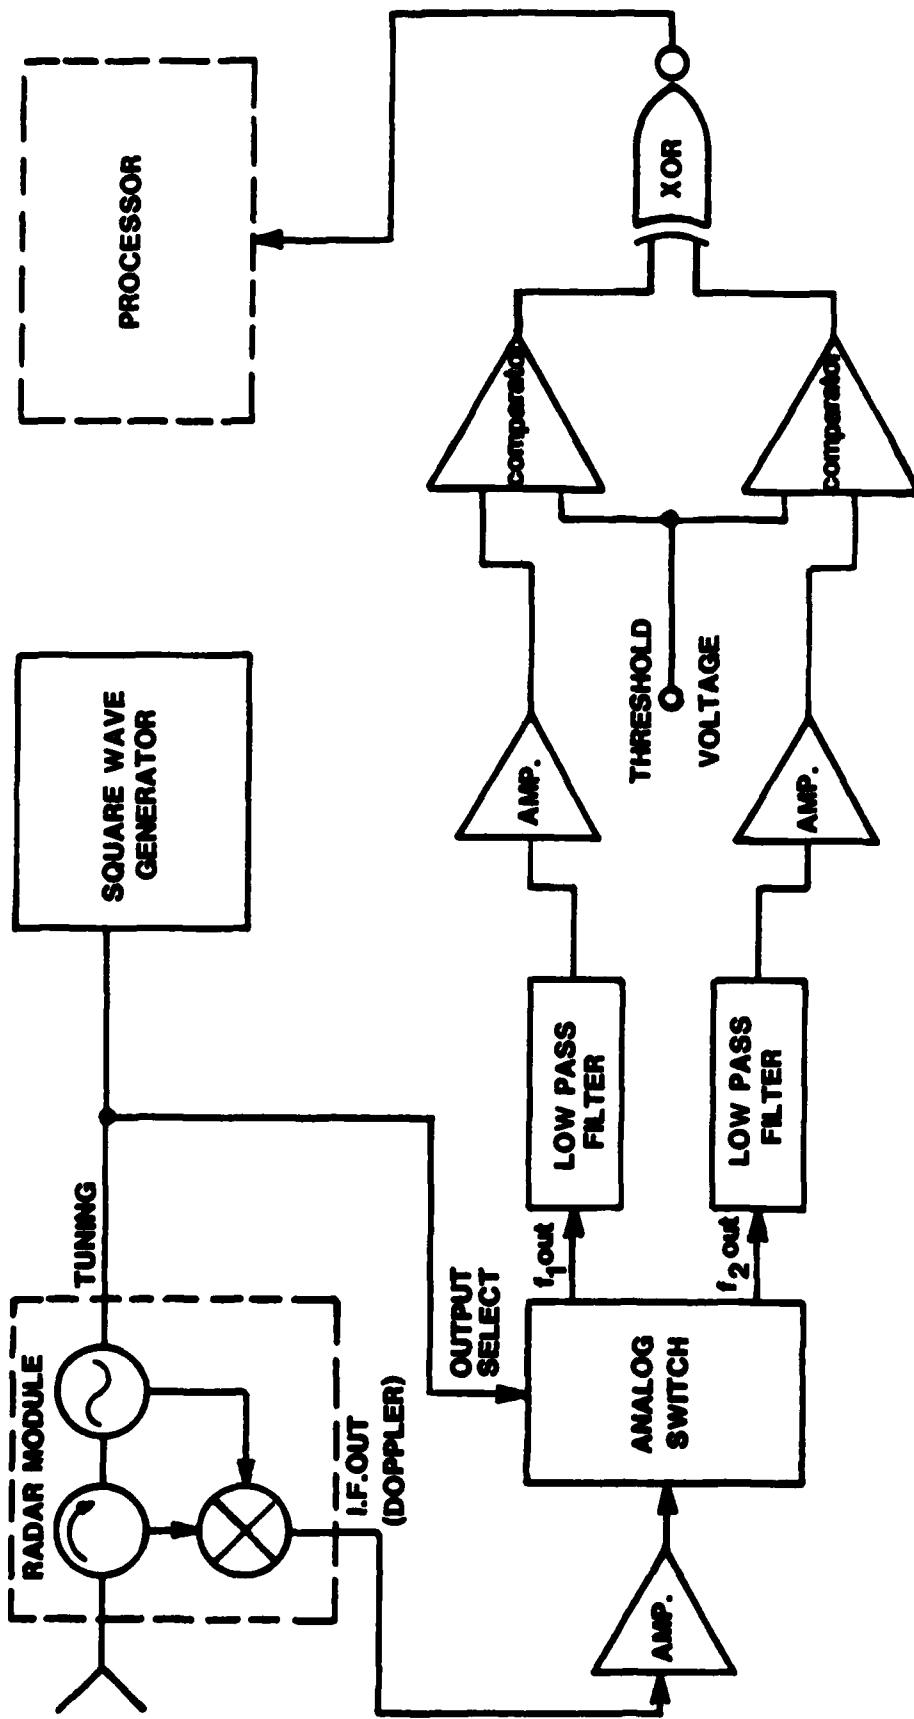 RADAR MODULE
TUNING
SQUARE WAVE
GENERATOR
PROCESSOR
I.F.OUT
(DOPPLER)
OUTPUT
SELECT
AMP.
ANALOG
SWITCH
f1out
f2out
LOW PASS
FILTER
LOW PASS
FILTER
AMP.
AMP.
THRESHOLD
VOLTAGE
comparator
comparator
XOR